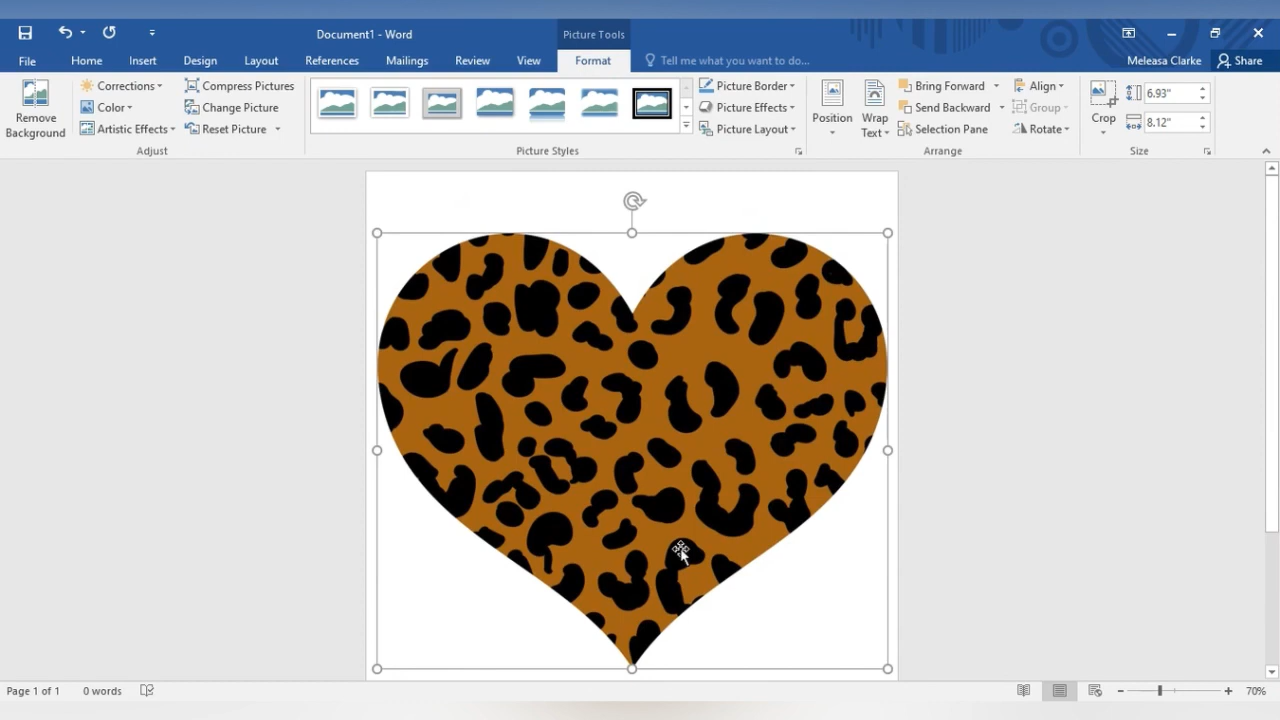 Document1 - Word
Picture Tools
File Home Insert Design Layout References Mailings Review View Format Tell me what you want to do... Meleasa Clarke Share
Remove Background
Corrections
Color
Artistic Effects
Compress Pictures
Change Picture
Reset Picture
Adjust
Picture Styles
Picture Border
Picture Effects
Picture Layout
Position
Wrap Text
Bring Forward
Send Backward
Selection Pane
Align
Group
Rotate
Arrange
Crop
6.93"
8.12"
Size
Page 1 of 1 0 words 70%